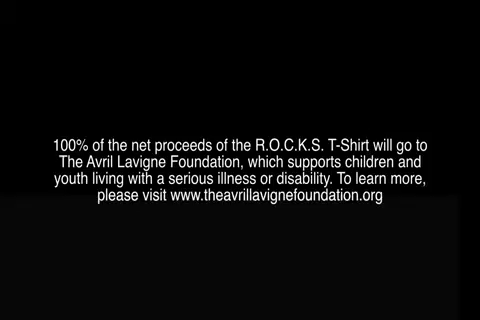 100% of the net proceeds of the R.O.C.K.S. T-Shirt will go to
The Avril Lavigne Foundation, which supports children and
youth living with a serious illness or disability. To learn more,
please visit www.theavrillavignefoundation.org